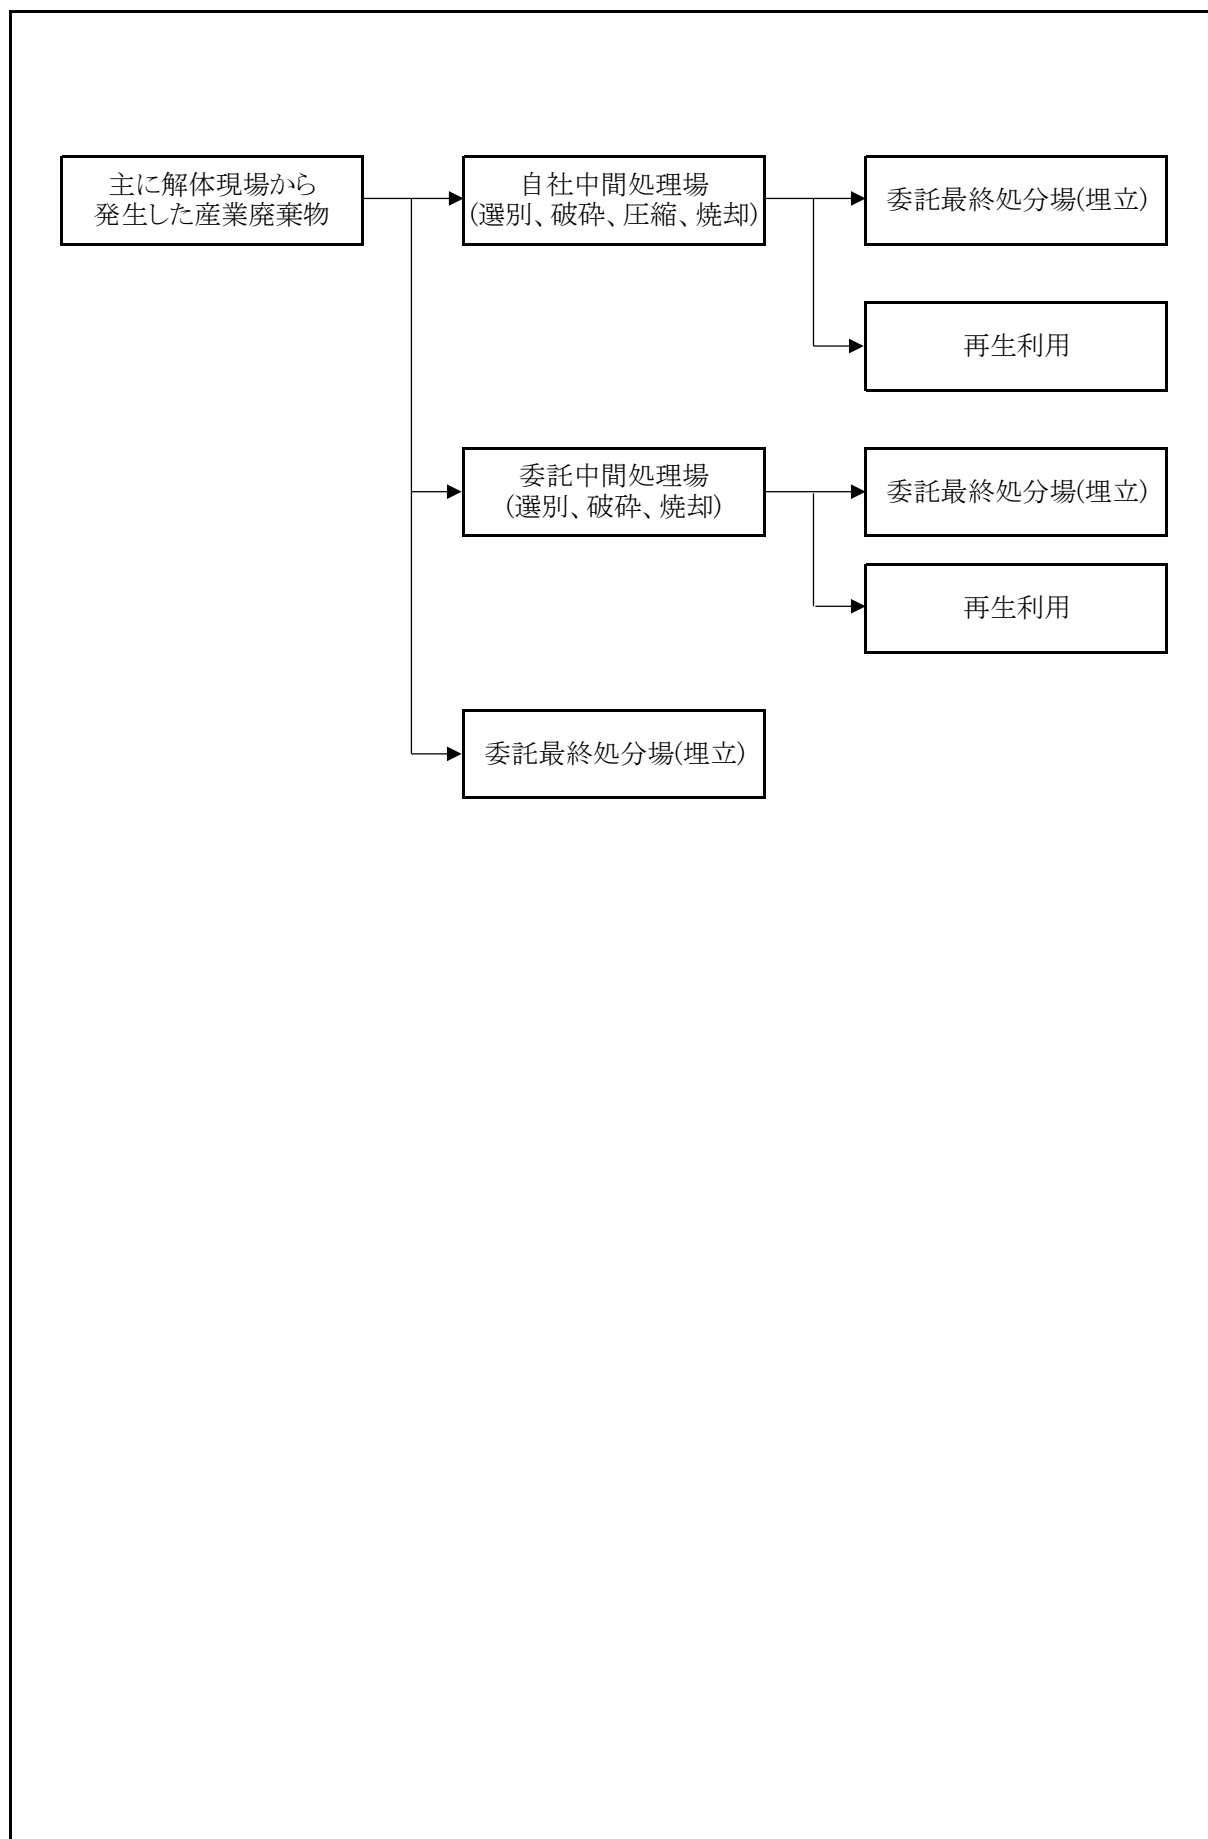 主に解体現場から
発生した産業廃棄物
自社中間処理場
(選別、破砕、圧縮、焼却)
委託最終処分場(埋立)
再生利用
委託中間処理場
(選別、破砕、焼却)
委託最終処分場(埋立)
再生利用
委託最終処分場(埋立)